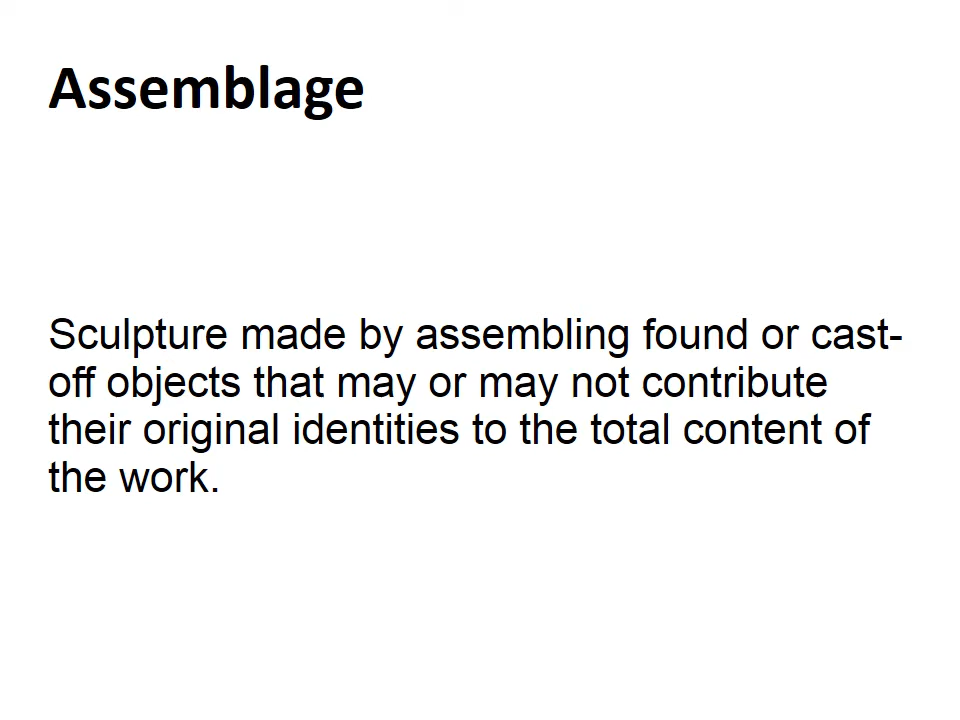 Assemblage
Sculpture made by assembling found or cast-
off objects that may or may not contribute
their original identities to the total content of
the work.